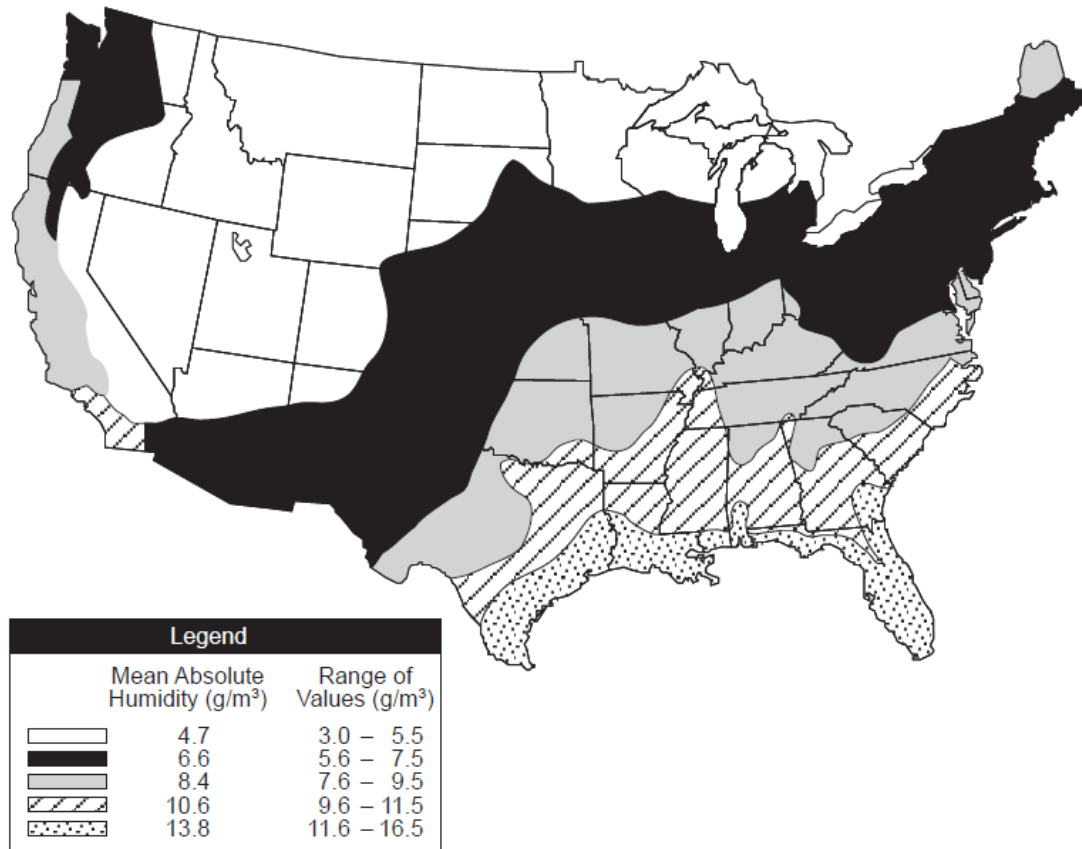 Legend
Mean Absolute Humidity (g/m³) Range of Values (g/m³)
4.7 3.0 – 5.5
6.6 5.6 – 7.5
8.4 7.6 – 9.5
10.6 9.6 – 11.5
13.8 11.6 – 16.5